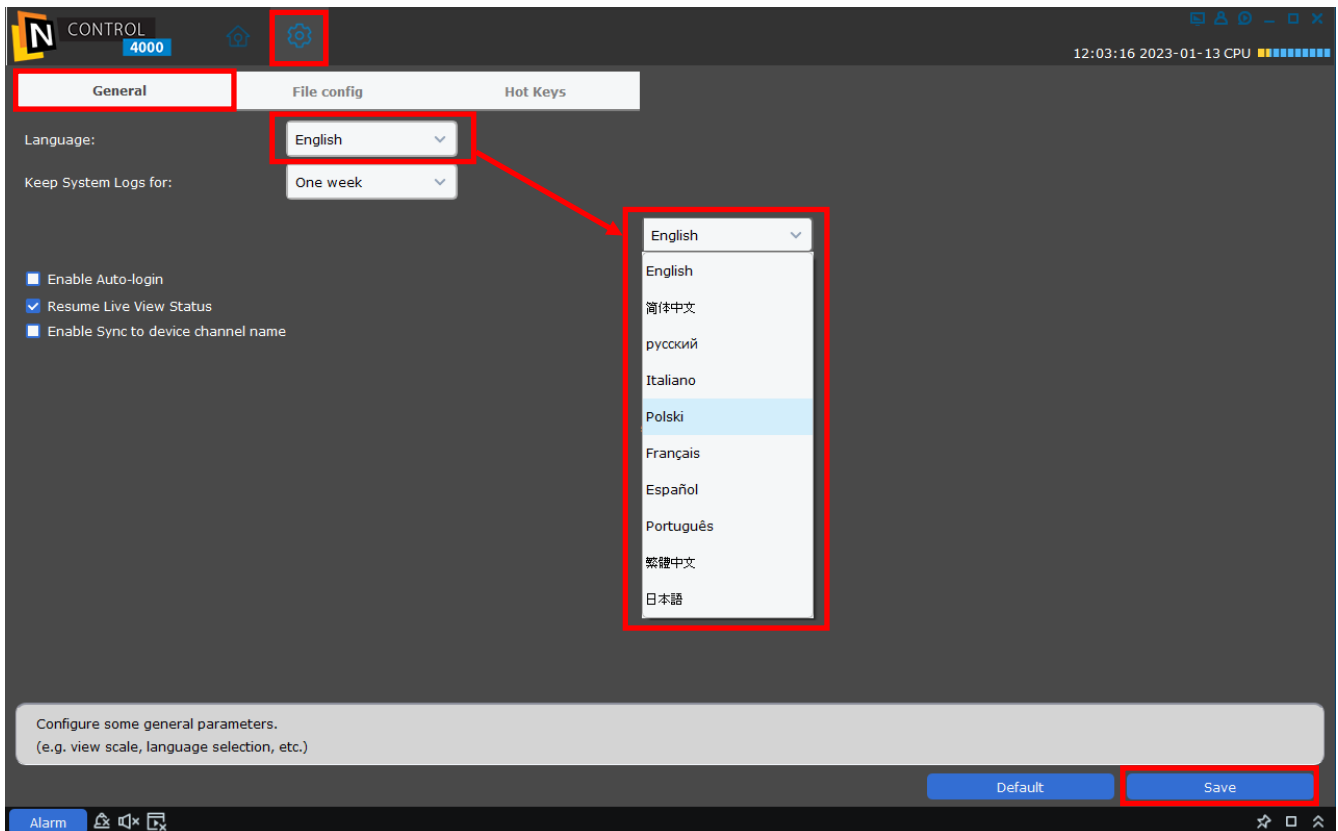 N CONTROL
4000
12:03:16 2023-01-13 CPU
General File config Hot Keys
Language: English
Keep System Logs for: One week
English
English
Enable Auto-login
简体中文
Resume Live View Status
Enable Sync to device channel name
русский
Italiano
Polski
Français
Español
Português
繁體中文
日本語
Configure some general parameters.
(e.g. view scale, language selection, etc.)
Default Save
Alarm